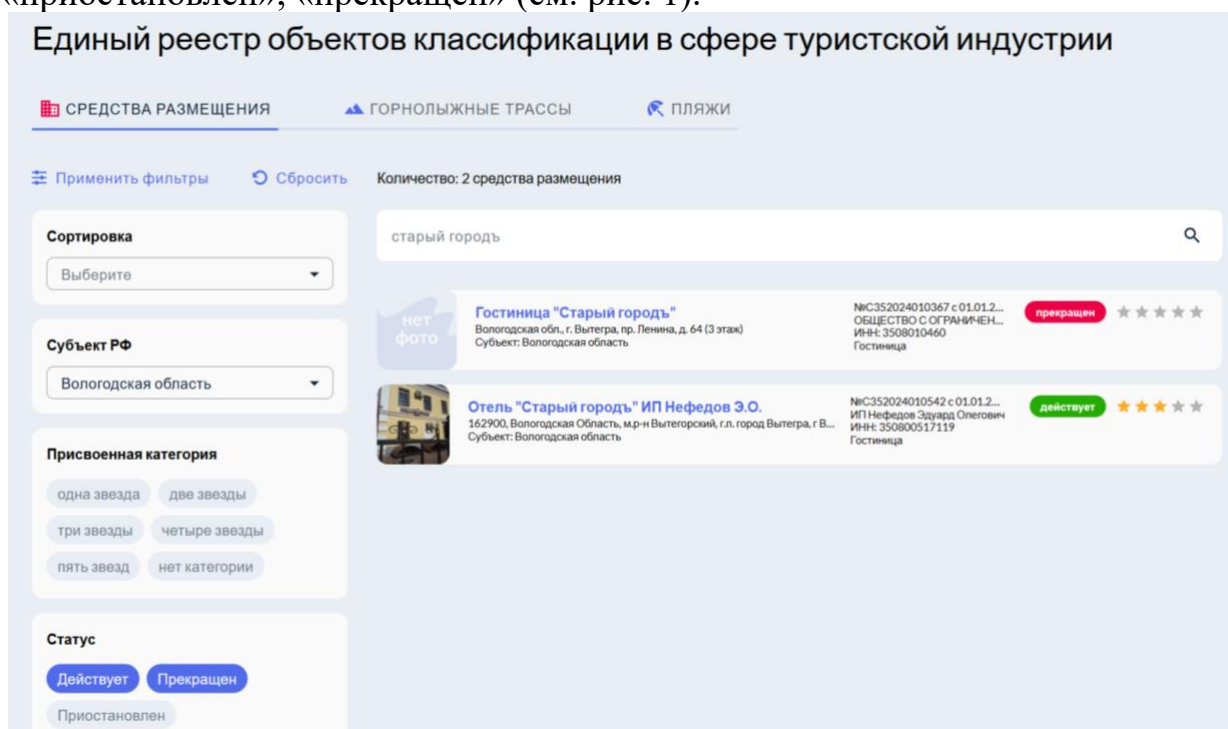 «приостановлен», «прекращен» (см. рис. 1).
Единый реестр объектов классификации в сфере туристской индустрии
СРЕДСТВА РАЗМЕЩЕНИЯ
ГОРНОЛЫЖНЫЕ ТРАССЫ
ПЛЯЖИ
Применить фильтры
Сбросить
Количество: 2 средства размещения
Сортировка
Выберите
Субъект РФ
Вологодская область
Присвоенная категория
одна звезда
две звезды
три звезды
четыре звезды
пять звезд
нет категории
Статус
Действует
Прекращен
Приостановлен
старый городъ
нет
фото
Гостиница "Старый городъ"
Вологодская обл., г. Вытегра, пр. Ленина, д. 64 (3 этаж)
Субъект: Вологодская область
№С352024010367 с 01.01.2...
ОБЩЕСТВО С ОГРАНИЧЕН...
ИНН: 3508010460
Гостиница
прекращен
Отель "Старый городъ" ИП Нефедов Э.О.
162900, Вологодская Область, м.р-н Вытегорский, г.п. город Вытегра, г В...
Субъект: Вологодская область
№С352024010542 с 01.01.2...
ИП Нефедов Эдуард Олегович
ИНН: 350800517119
Гостиница
действует